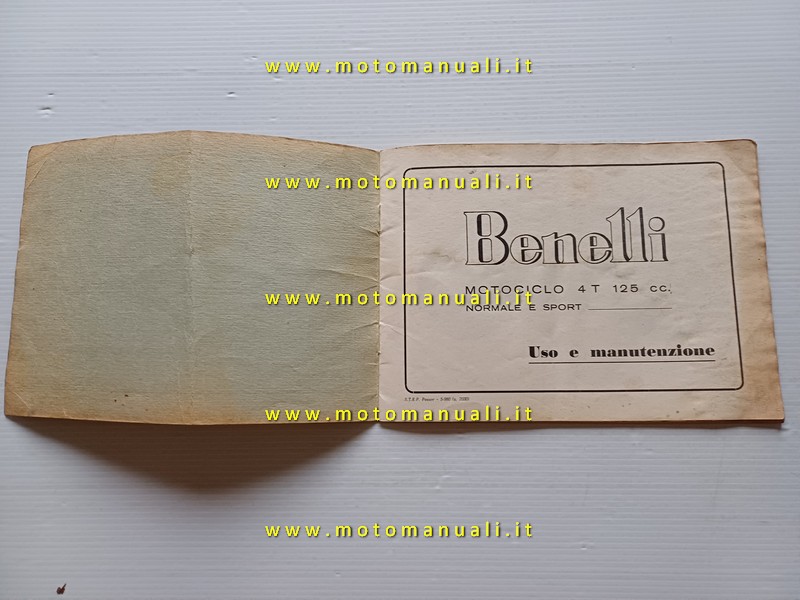 www.motomanuali.it
www.motomanuali.it
Benelli
MOTOCICLO 4 T 125 cc.
www.motomanuali.it
NORMALE E SPORT
Uso e manutenzione
S.T.E.P. Pesaro -
www.motomanuali.it
www.motomanuali.it